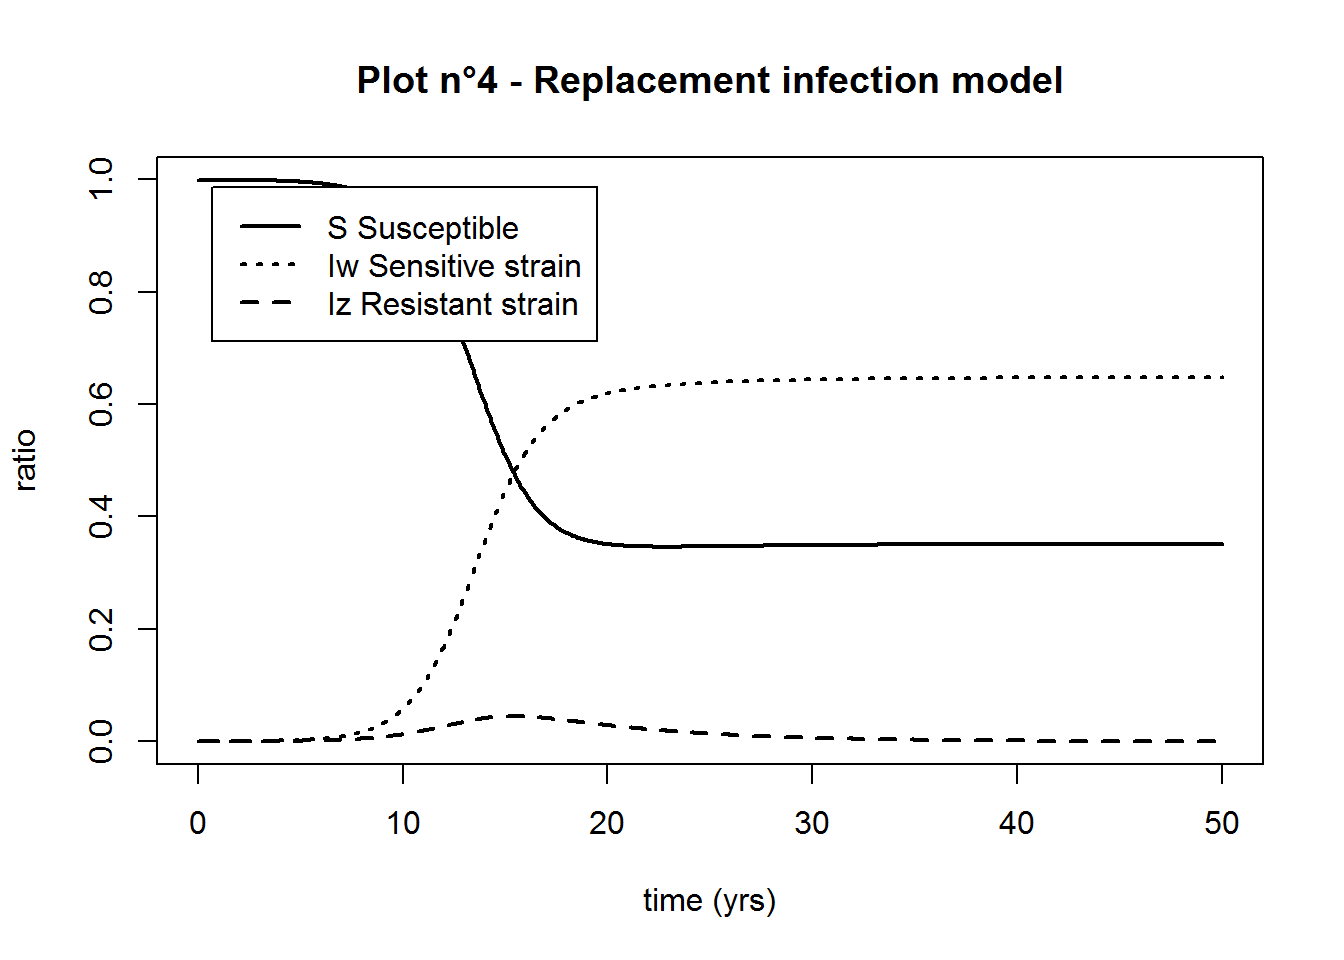 Plot n°4 - Replacement infection model
ratio
1.0
0.8
0.6
0.4
0.2
0.0
S Susceptible
Iw Sensitive strain
Iz Resistant strain
0 10 20 30 40 50
time (yrs)